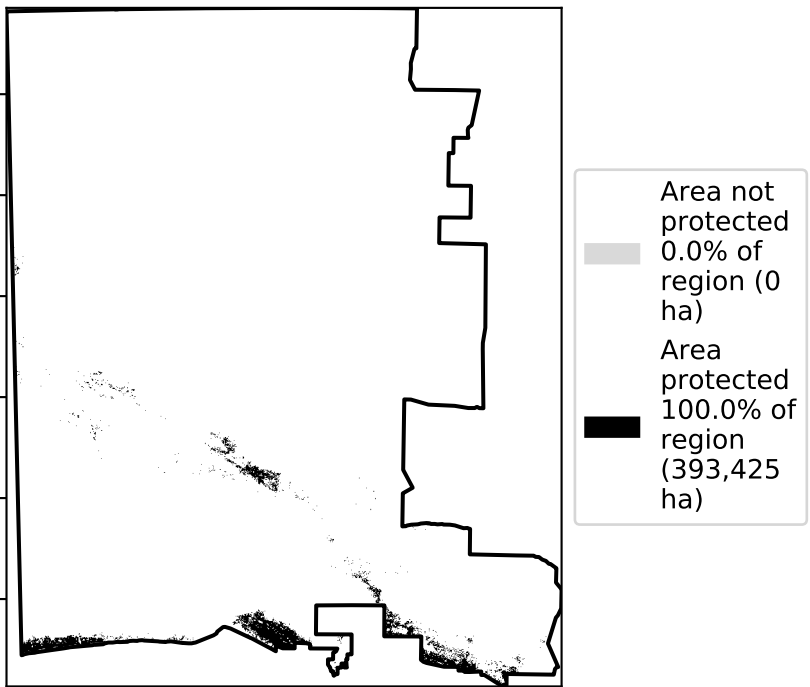 Area not
protected
0.0% of
region (0
ha)
Area
protected
100.0% of
region
(393,425
ha)